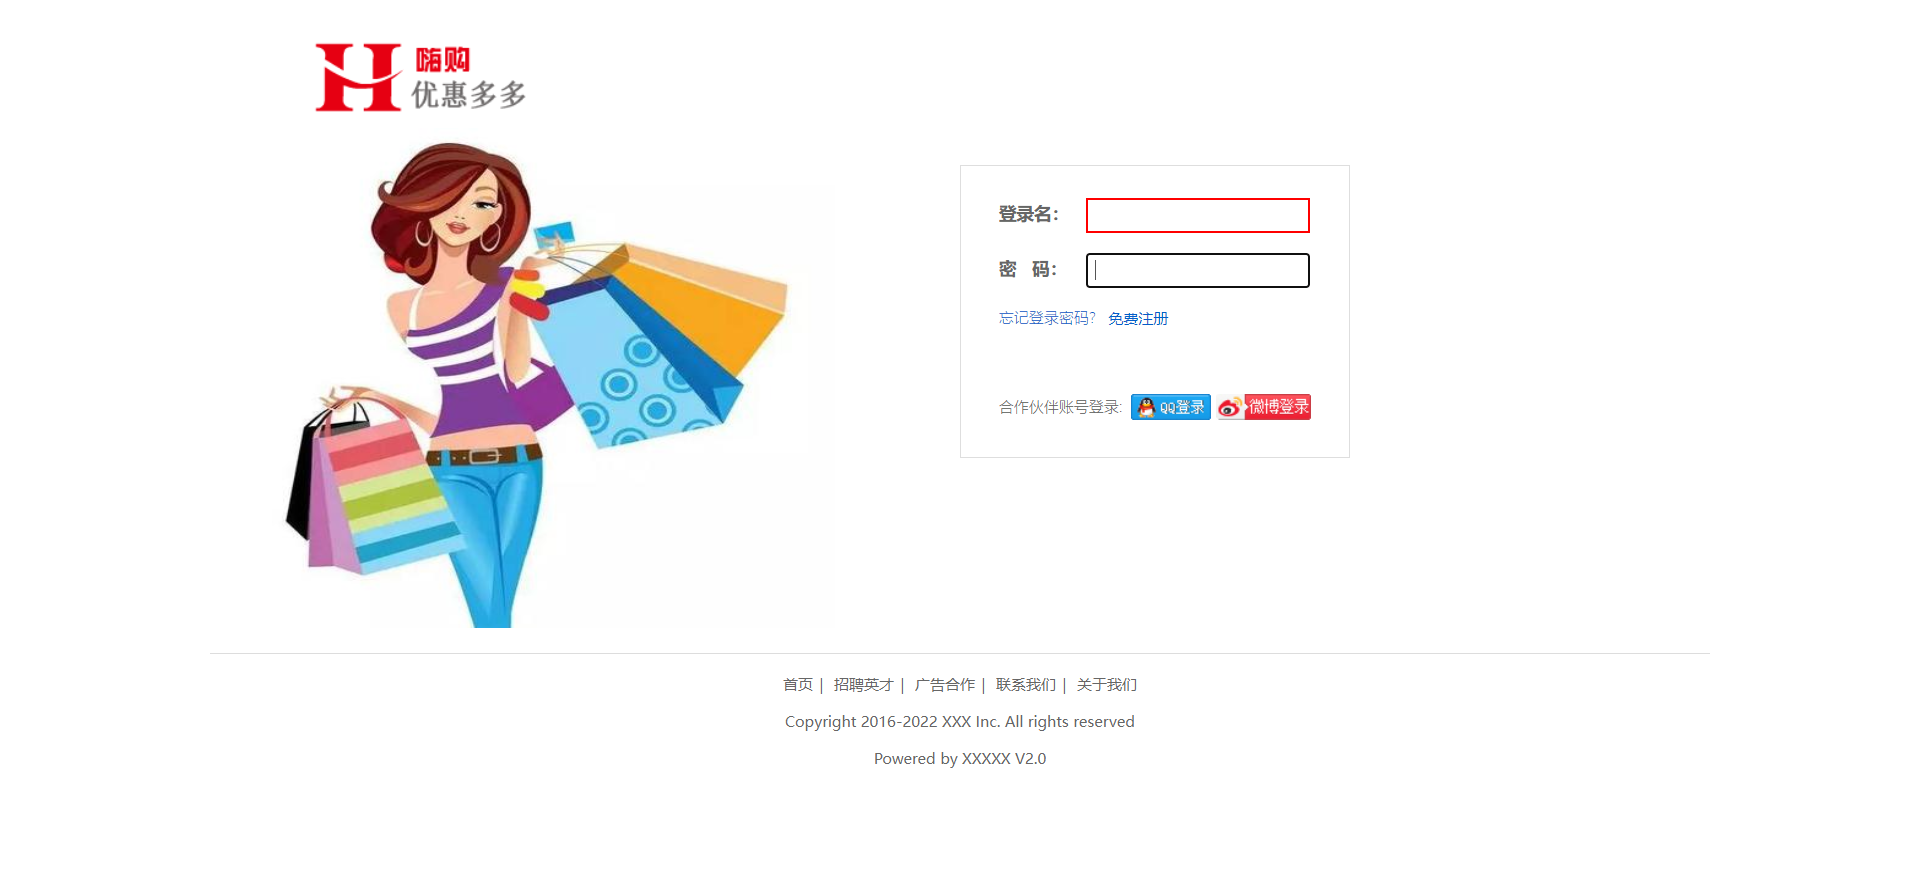 嗨购
优惠多多
登录名：
密 码：
忘记登录密码? 免费注册
合作伙伴账号登录: QQ登录 微博登录
首页 | 招聘英才 | 广告合作 | 联系我们 | 关于我们
Copyright 2016-2022 XXX Inc. All rights reserved
Powered by XXXXX V2.0